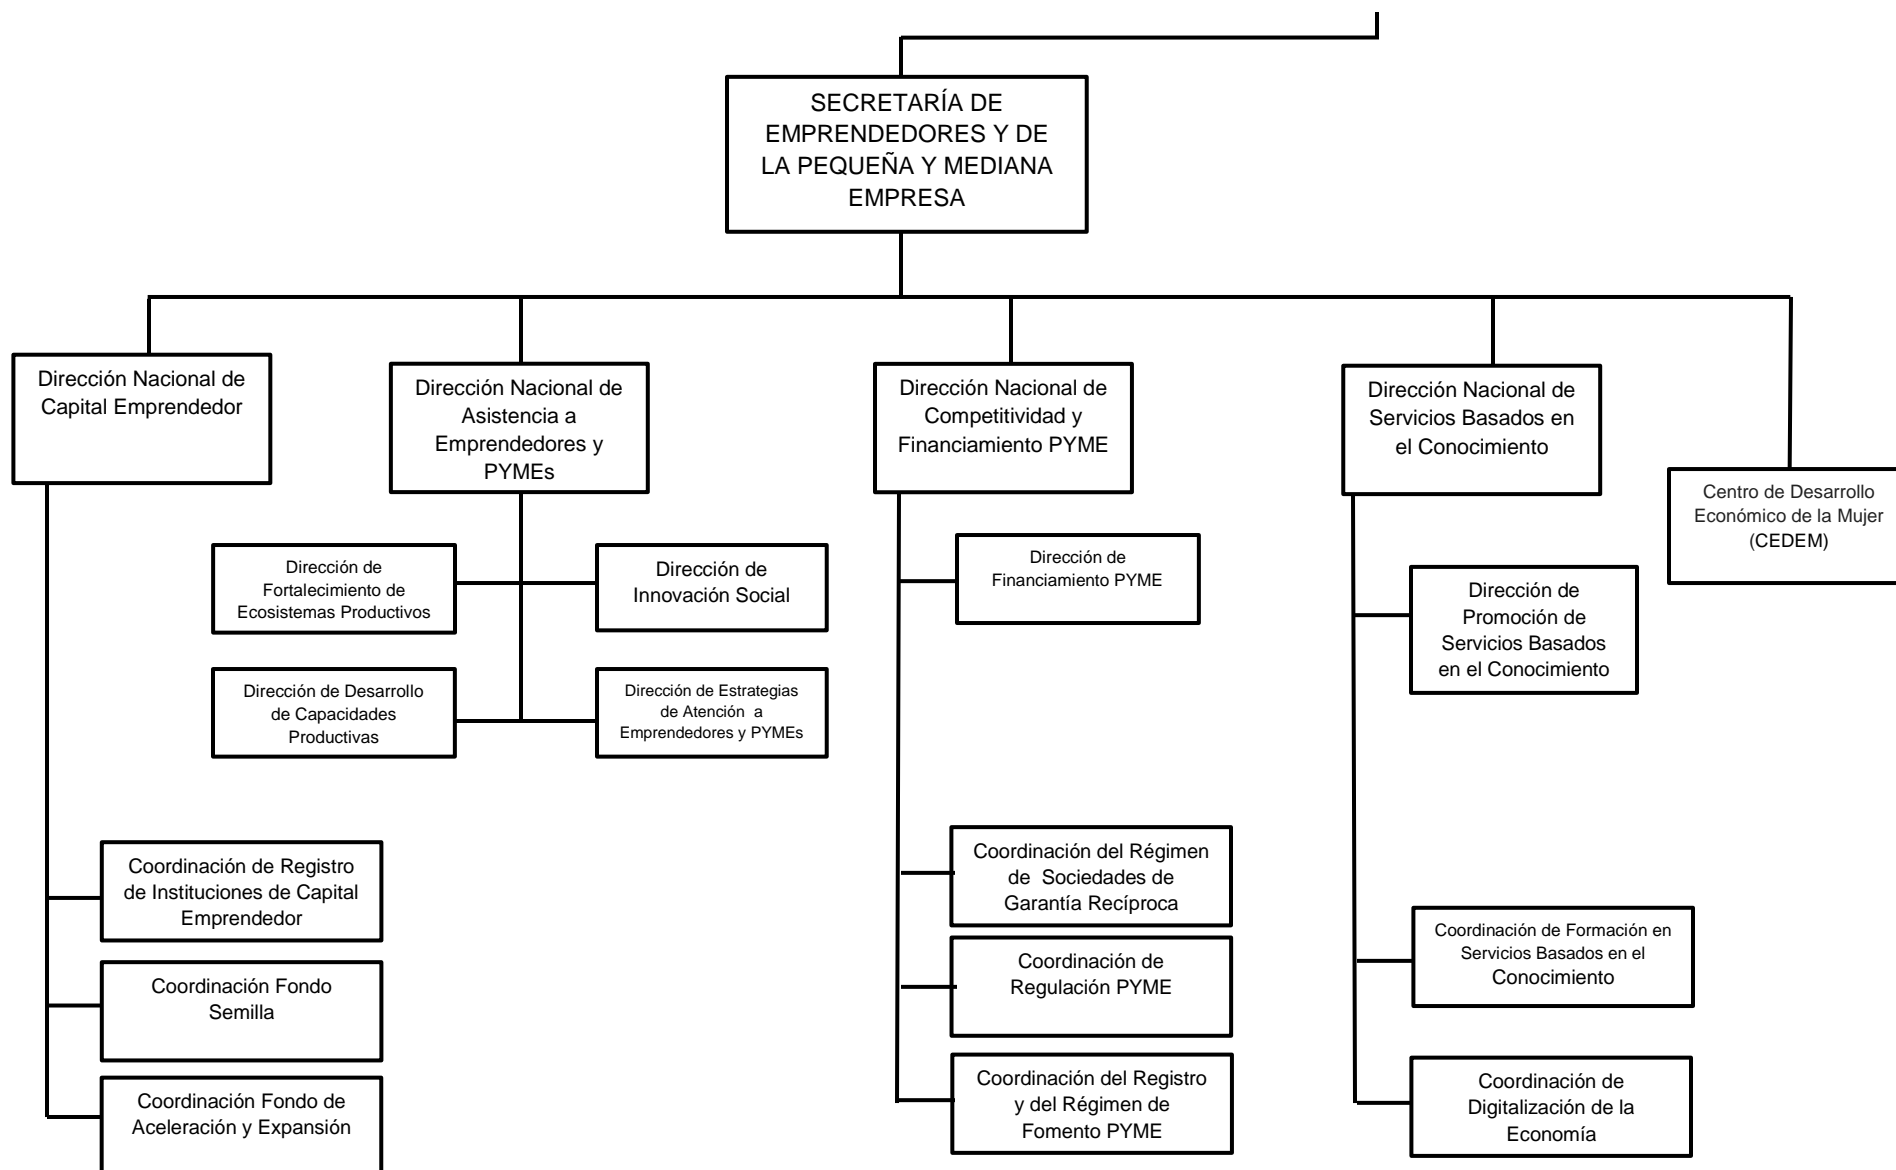 SECRETARÍA DE
EMPRENDEDORES Y DE
LA PEQUEÑA Y MEDIANA
EMPRESA
Dirección Nacional de
Capital Emprendedor
Dirección Nacional de
Asistencia a
Emprendedores y
PYMEs
Dirección Nacional de
Competitividad y
Financiamiento PYME
Dirección Nacional de
Servicios Basados en
el Conocimiento
Centro de Desarrollo
Económico de la Mujer
(CEDEM)
Dirección de
Fortalecimiento de
Ecosistemas Productivos
Dirección de
Innovación Social
Dirección de
Financiamiento PYME
Dirección de
Promoción de
Servicios Basados
en el Conocimiento
Dirección de Desarrollo
de Capacidades
Productivas
Dirección de Estrategias
de Atención a
Emprendedores y PYMEs
Coordinación de Registro
de Instituciones de Capital
Emprendedor
Coordinación del Régimen
de Sociedades de
Garantía Recíproca
Coordinación de Formación en
Servicios Basados en el
Conocimiento
Coordinación Fondo
Semilla
Coordinación de
Regulación PYME
Coordinación Fondo de
Aceleración y Expansión
Coordinación del Registro
y del Régimen de
Fomento PYME
Coordinación de
Digitalización de la
Economía